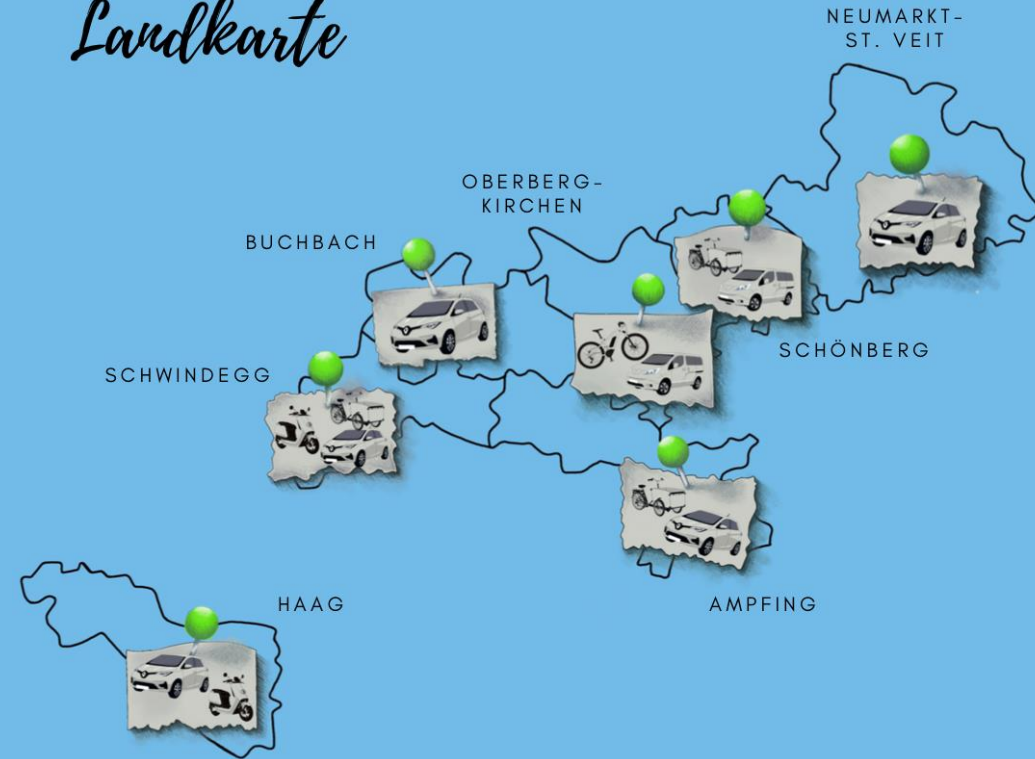 Landkarte
NEUMARKT-
ST. VEIT
OBERBERG-
KIRCHEN
BUCHBACH
SCHÖNBERG
SCHWINDEGG
HAAG
AMPFING